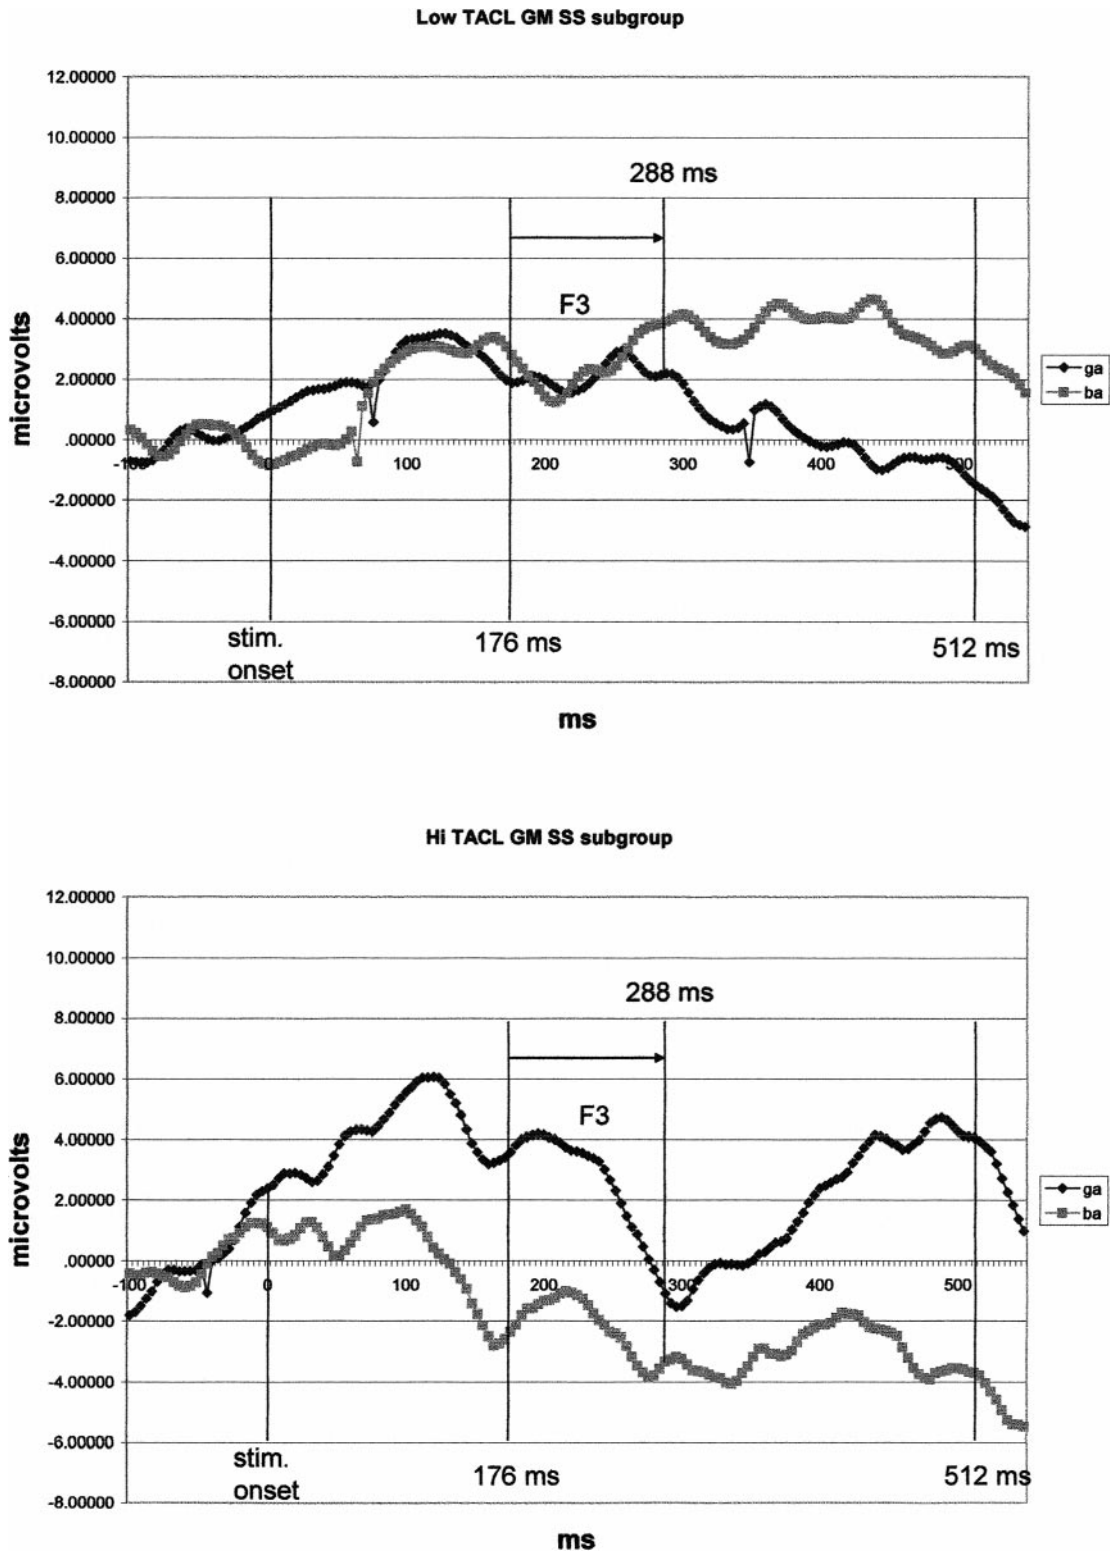 Low TACL GM SS subgroup
12.00000
10.00000
288 ms
8.00000
6.00000
F3
4.00000
2.00000
.00000
-100 0 100 200 300 400 500
-2.00000
-4.00000
-6.00000
-8.00000
microvolts
ga
ba
stim.
onset
176 ms
512 ms
ms
Hi TACL GM SS subgroup
12.00000
10.00000
288 ms
8.00000
6.00000
F3
4.00000
2.00000
.00000
-100 0 100 200 300 400 500
-2.00000
-4.00000
-6.00000
-8.00000
microvolts
ga
ba
stim.
onset
176 ms
512 ms
ms